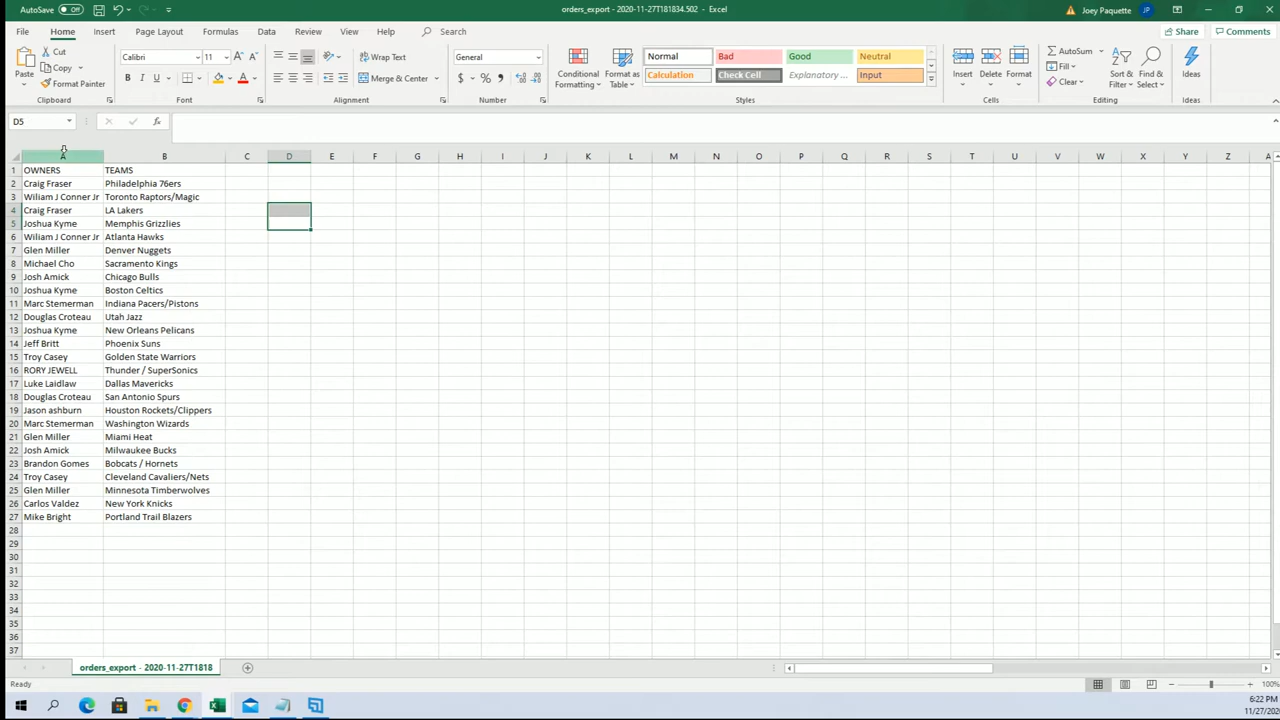 AutoSave Off
orders_export - 2020-11-27T181834.502 - Excel
Joey Paquette JP
File Home Insert Page Layout Formulas Data Review View Help Search
Share Comments
Paste
Cut
Copy
Format Painter
Clipboard
Calibri 11
B I U
Font
Wrap Text
Merge & Center
Alignment
General
$ % ,
Number
Conditional Formatting
Format as Table
Normal Bad Good Neutral
Calculation Check Cell Explanatory ... Input
Styles
Insert Delete Format
Cells
AutoSum
Fill
Clear
Sort & Filter
Find & Select
Editing
Ideas
Ideas
D5 fx
A B C D E F G H I J K L M N O P Q R S T U V W X Y Z A
1 OWNERS TEAMS
2 Craig Fraser Philadelphia 76ers
3 Wiliam J Conner Jr Toronto Raptors/Magic
4 Craig Fraser LA Lakers
5 Joshua Kyme Memphis Grizzlies
6 Wiliam J Conner Jr Atlanta Hawks
7 Glen Miller Denver Nuggets
8 Michael Cho Sacramento Kings
9 Josh Amick Chicago Bulls
10 Joshua Kyme Boston Celtics
11 Marc Stemerman Indiana Pacers/Pistons
12 Douglas Croteau Utah Jazz
13 Joshua Kyme New Orleans Pelicans
14 Jeff Britt Phoenix Suns
15 Troy Casey Golden State Warriors
16 RORY JEWELL Thunder / SuperSonics
17 Luke Laidlaw Dallas Mavericks
18 Douglas Croteau San Antonio Spurs
19 Jason ashburn Houston Rockets/Clippers
20 Marc Stemerman Washington Wizards
21 Glen Miller Miami Heat
22 Josh Amick Milwaukee Bucks
23 Brandon Gomes Bobcats / Hornets
24 Troy Casey Cleveland Cavaliers/Nets
25 Glen Miller Minnesota Timberwolves
26 Carlos Valdez New York Knicks
27 Mike Bright Portland Trail Blazers
28
29
30
31
32
33
34
35
36
37
orders_export - 2020-11-27T1818
Ready
100%
6:22 PM
11/27/20